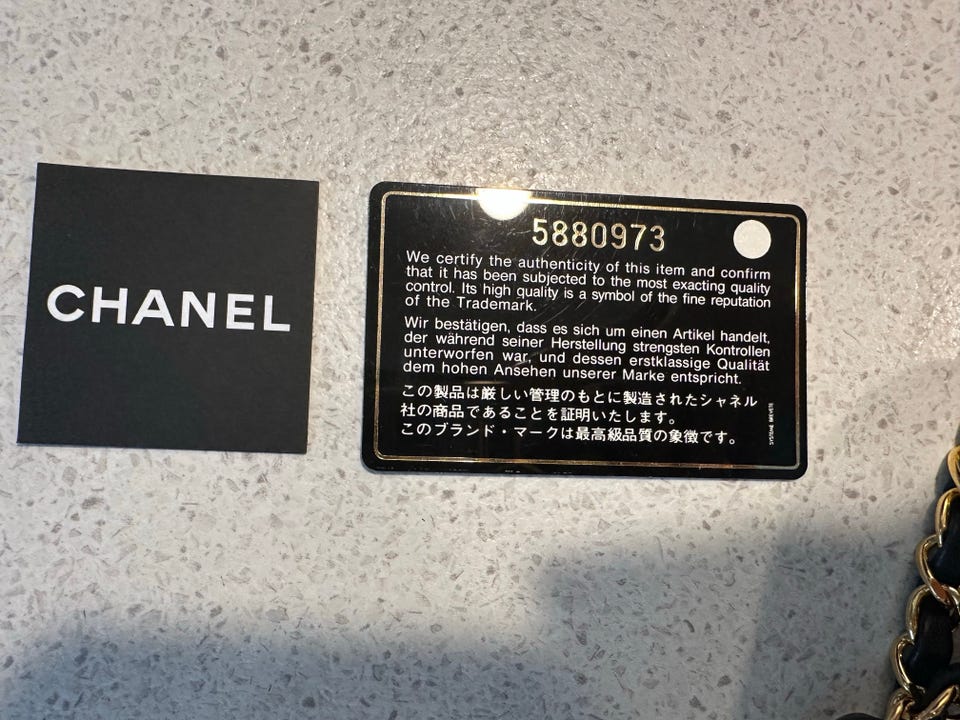 CHANEL
5880973
We certify the authenticity of this item and confirm
that it has been subjected to the most exacting quality
control. Its high quality is a symbol of the fine reputation
of the Trademark.
Wir bestätigen, dass es sich um einen Artikel handelt,
der während seiner Herstellung strengsten Kontrollen
unterworfen war, und dessen erstklassige Qualität
dem hohen Ansehen unserer Marke entspricht.
この製品は厳しい管理のもとに製造されたシャネル
社の商品であることを証明いたします。
このブランド・マークは最高級品質の象徴です。
SYSTEME BREVETE